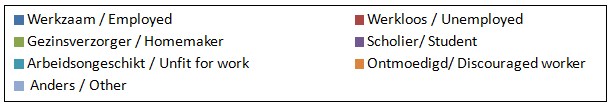 Werkzaam / Employed Werkloos / Unemployed
Gezinsverzorger / Homemaker Scholier/ Student
Arbeidsongeschikt / Unfit for work Ontmoedigd/ Discouraged worker
Anders / Other